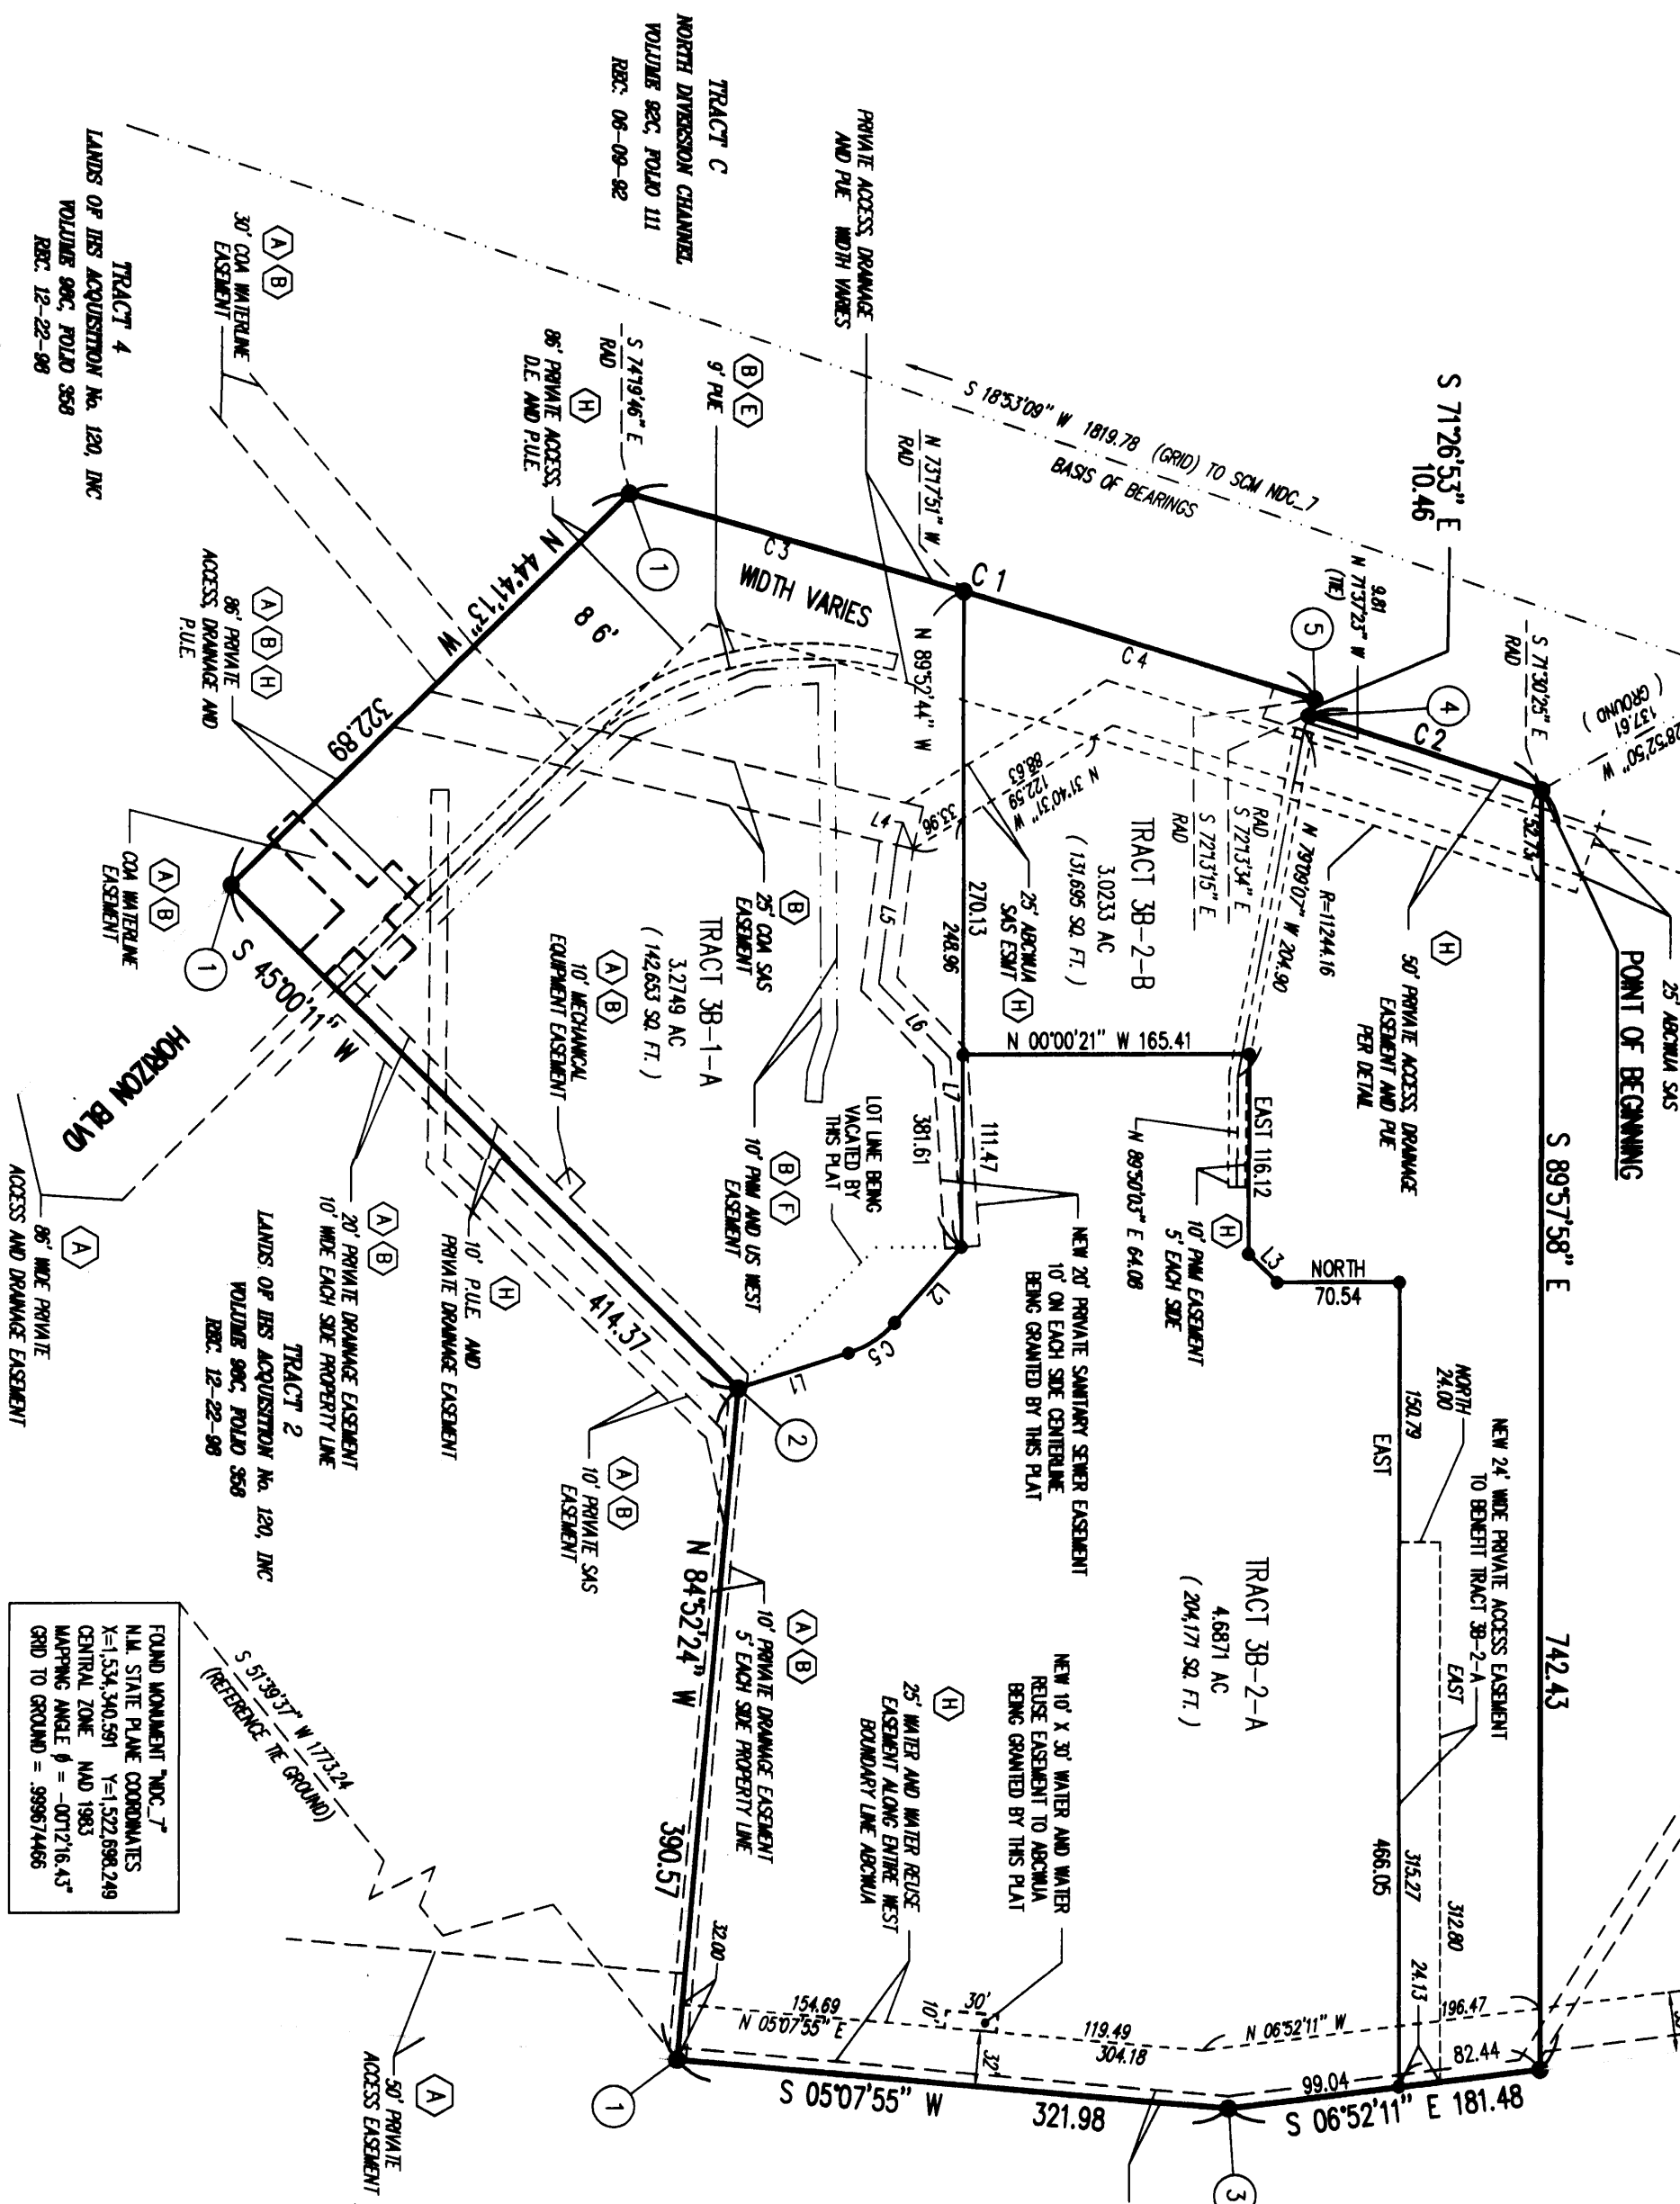 25' ABCWUA SAS
POINT OF BEGINNING
S 89°57'58" E
742.43
52.73'
28°52'50" W
137.61
( GROUND )
S 71°30'25" E
RAD
S 71°26'53" E
10.46
9.81
N 71°37'23" W
(TIE)
S 18°53'09" W 1819.78 (GRID) TO SCM NDC_7
BASIS OF BEARINGS
4
5
C2
C4
C 1
C3
H
50' PRIVATE ACCESS, DRAINAGE
EASEMENT AND PUE
PER DETAIL
R=11244.16
N 79°09'07" W 204.90
S 72°13'34" E
RAD
S 72°13'15" E
RAD
NORTH
24.00
NEW 24' WIDE PRIVATE ACCESS EASEMENT
TO BENEFIT TRACT 3B-2-A
EAST
312.80
150.79
EAST
315.27
466.05
24.13
196.47
82.44
99.04
S 06°52'11" E 181.48
N 06°52'11" W
NORTH
70.54
L3
EAST 116.12
N 89°50'03" E 64.08
H
10' PNM EASEMENT
5' EACH SIDE
N 00°00'21" W 165.41
TRACT 3B-2-B
3.0233 AC
( 131,695 SQ. FT. )
TRACT 3B-2-A
4.6871 AC
( 204,171 SQ. FT. )
N 31°40'31" W
122.59
88.63
33.96
25' ABCWUA
SAS ESMT
H
N 73°17'51" W
RAD
N 89°52'44" W
270.13
248.96
111.47
381.61
L4
L5
L6
L7
L2
C5
L1
NEW 20' PRIVATE SANITARY SEWER EASEMENT
10' ON EACH SIDE CENTERLINE
BEING GRANTED BY THIS PLAT
NEW 10' X 30' WATER AND WATER
REUSE EASEMENT TO ABCWUA
BEING GRANTED BY THIS PLAT
H
25' WATER AND WATER REUSE
EASEMENT ALONG ENTIRE WEST
BOUNDARY LINE ABCWUA
119.49
304.18
30'
10'
32'
154.69
N 05°07'55" E
S 05°07'55" W
321.98
3
PRIVATE ACCESS, DRAINAGE
AND PUE WIDTH VARIES
WIDTH VARIES
LOT LINE BEING
VACATED BY
THIS PLAT
B
25' COA SAS
EASEMENT
B F
10' PNM AND US WEST
EASEMENT
TRACT 3B-1-A
3.2749 AC
( 142,653 SQ. FT. )
B E
9' PUE
A B
10' MECHANICAL
EQUIPMENT EASEMENT
TRACT C
NORTH DIVERSION CHANNEL
VOLUME 92C, FOLIO 111
REC: 06-09-92
S 74°19'46" E
RAD
H
86' PRIVATE ACCESS,
D.E. AND P.U.E.
1
86'
N 44°41'13" W
322.89
2
A B
10' PRIVATE DRAINAGE EASEMENT
5' EACH SIDE PROPERTY LINE
N 84°52'24" W
390.57
32.00
1
A B
10' PRIVATE SAS
EASEMENT
414.37
H
10' P.U.E. AND
PRIVATE DRAINAGE EASEMENT
A B
20' PRIVATE DRAINAGE EASEMENT
10' WIDE EACH SIDE PROPERTY LINE
S 45°00'11" W
1
HORIZON BLVD
A B H
86' PRIVATE
ACCESS, DRAINAGE AND
P.U.E.
A B
COA WATERLINE
EASEMENT
A B
30' COA WATERLINE
EASEMENT
TRACT 4
LANDS OF IHS ACQUISITION No. 120, INC
VOLUME 98C, FOLIO 358
REC. 12-22-98
TRACT 2
LANDS OF IHS ACQUISITION No. 120, INC
VOLUME 98C, FOLIO 358
REC. 12-22-98
A
86' WIDE PRIVATE
ACCESS AND DRAINAGE EASEMENT
A
50' PRIVATE
ACCESS EASEMENT
S 51°39'37" W 1773.24
(REFERENCE TIE GROUND)
FOUND MONUMENT "NDC_7"
N.M. STATE PLANE COORDINATES
X=1,534,340.591 Y=1,522,698.249
CENTRAL ZONE NAD 1983
MAPPING ANGLE ∅ = -00°12'16.43"
GRID TO GROUND = .999674466